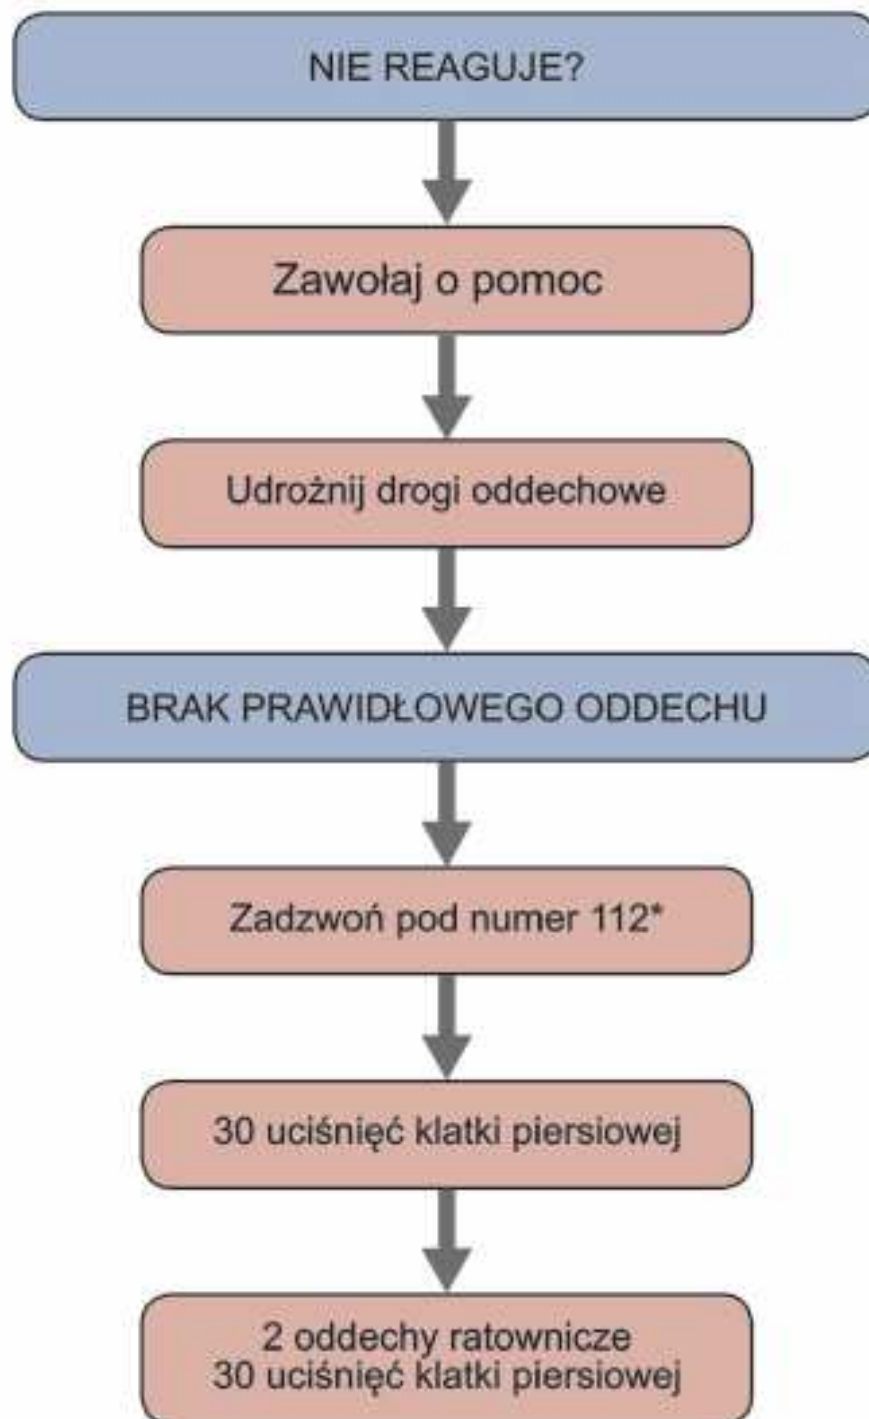 NIE REAGUJE?
Zawołaj o pomoc
Udrożnij drogi oddechowe
BRAK PRAWIDŁOWEGO ODDECHU
Zadzwoń pod numer 112*
30 uciśnięć klatki piersiowej
2 oddechy ratownicze
30 uciśnięć klatki piersiowej